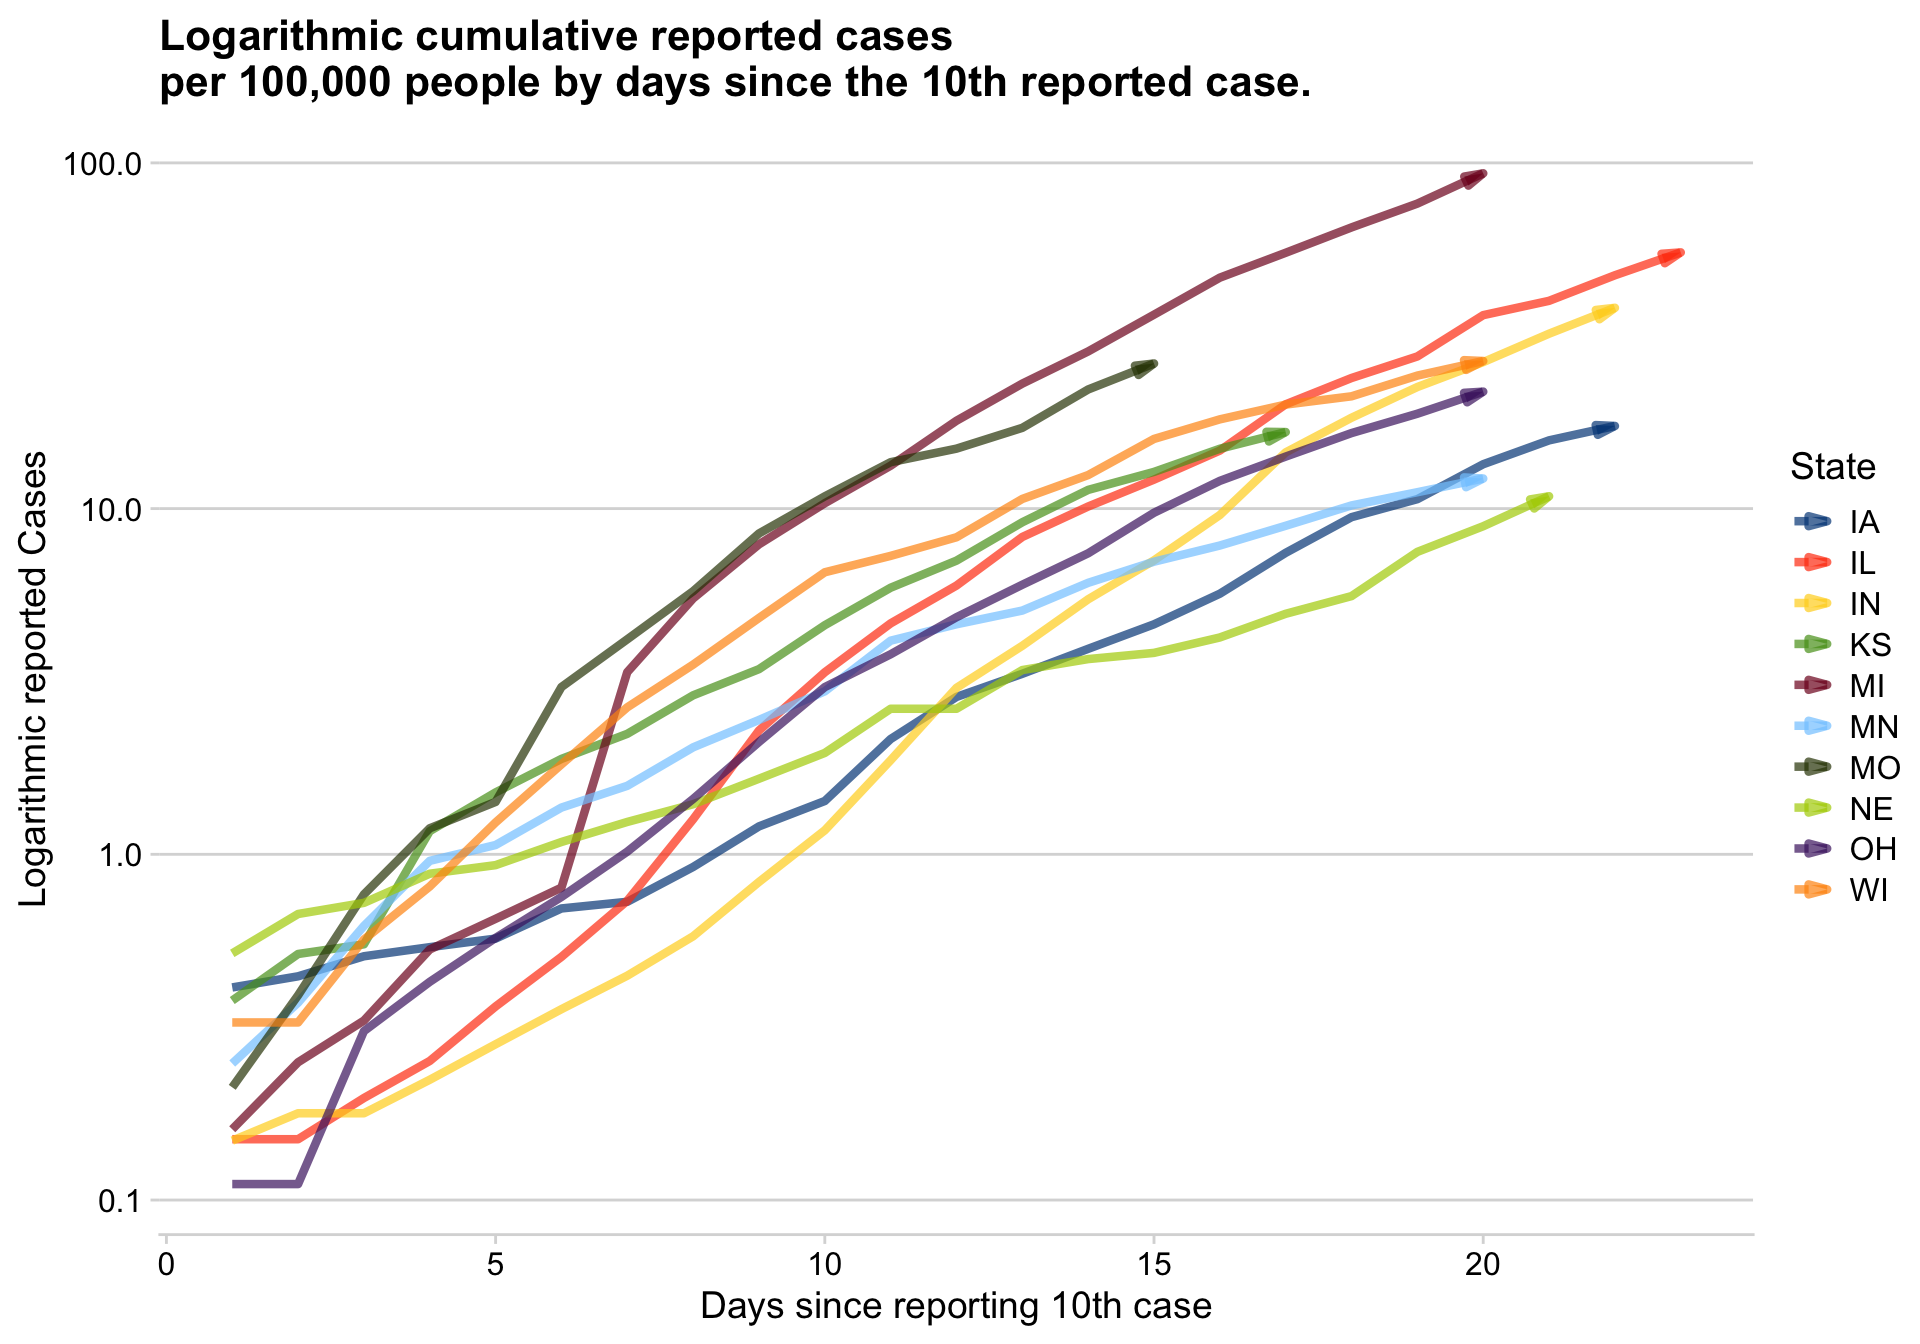 Logarithmic cumulative reported cases
per 100,000 people by days since the 10th reported case.
100.0
10.0
1.0
0.1
Logarithmic reported Cases
0
5
10
15
20
Days since reporting 10th case
State
IA
IL
IN
KS
MI
MN
MO
NE
OH
WI